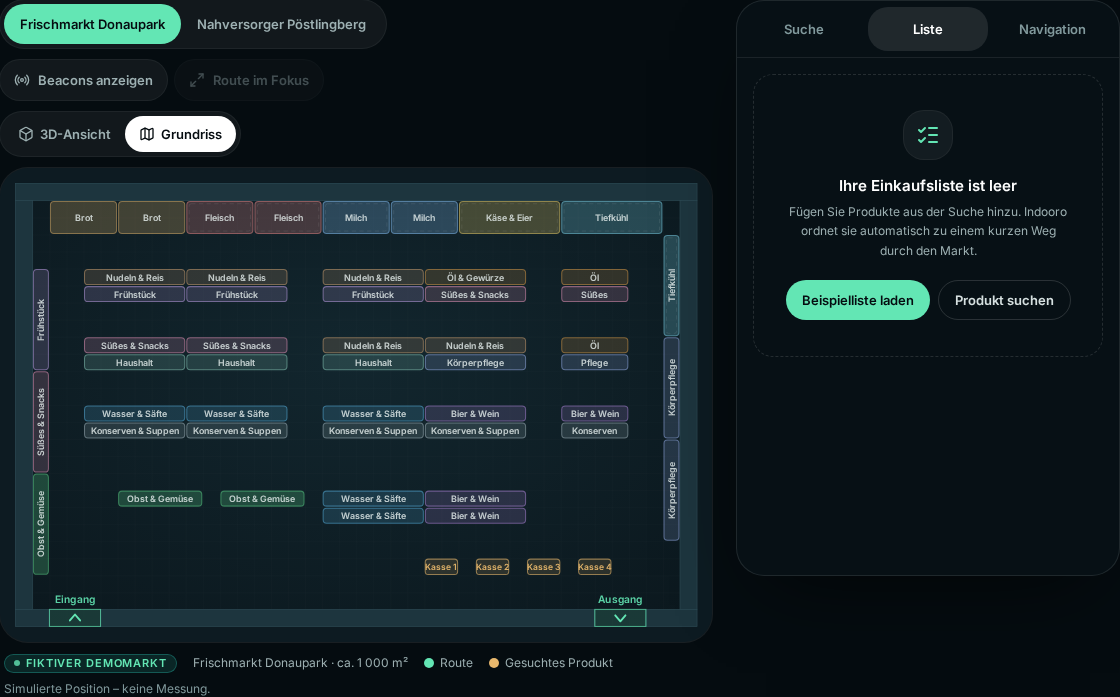 Frischmarkt Donaupark Nahversorger Pöstlingberg
Beacons anzeigen Route im Fokus
3D-Ansicht Grundriss
Brot Brot Fleisch Fleisch Milch Milch Käse & Eier Tiefkühl
Tiefkühl
Nudeln & Reis Nudeln & Reis Nudeln & Reis Öl & Gewürze Öl
Frühstück Frühstück Frühstück Süßes & Snacks Süßes
Frühstück
Süßes & Snacks Süßes & Snacks Nudeln & Reis Nudeln & Reis Öl
Haushalt Haushalt Haushalt Körperpflege Pflege
Körperpflege
Süßes & Snacks
Wasser & Säfte Wasser & Säfte Wasser & Säfte Bier & Wein Bier & Wein
Konserven & Suppen Konserven & Suppen Konserven & Suppen Konserven & Suppen Konserven
Körperpflege
Obst & Gemüse
Obst & Gemüse Obst & Gemüse Wasser & Säfte Bier & Wein
Wasser & Säfte Bier & Wein
Kasse 1 Kasse 2 Kasse 3 Kasse 4
Eingang Ausgang
FIKTIVER DEMOMARKT Frischmarkt Donaupark · ca. 1 000 m² Route Gesuchtes Produkt
Simulierte Position – keine Messung.
Suche Liste Navigation
Ihre Einkaufsliste ist leer
Fügen Sie Produkte aus der Suche hinzu. Indooro
ordnet sie automatisch zu einem kurzen Weg
durch den Markt.
Beispielliste laden Produkt suchen